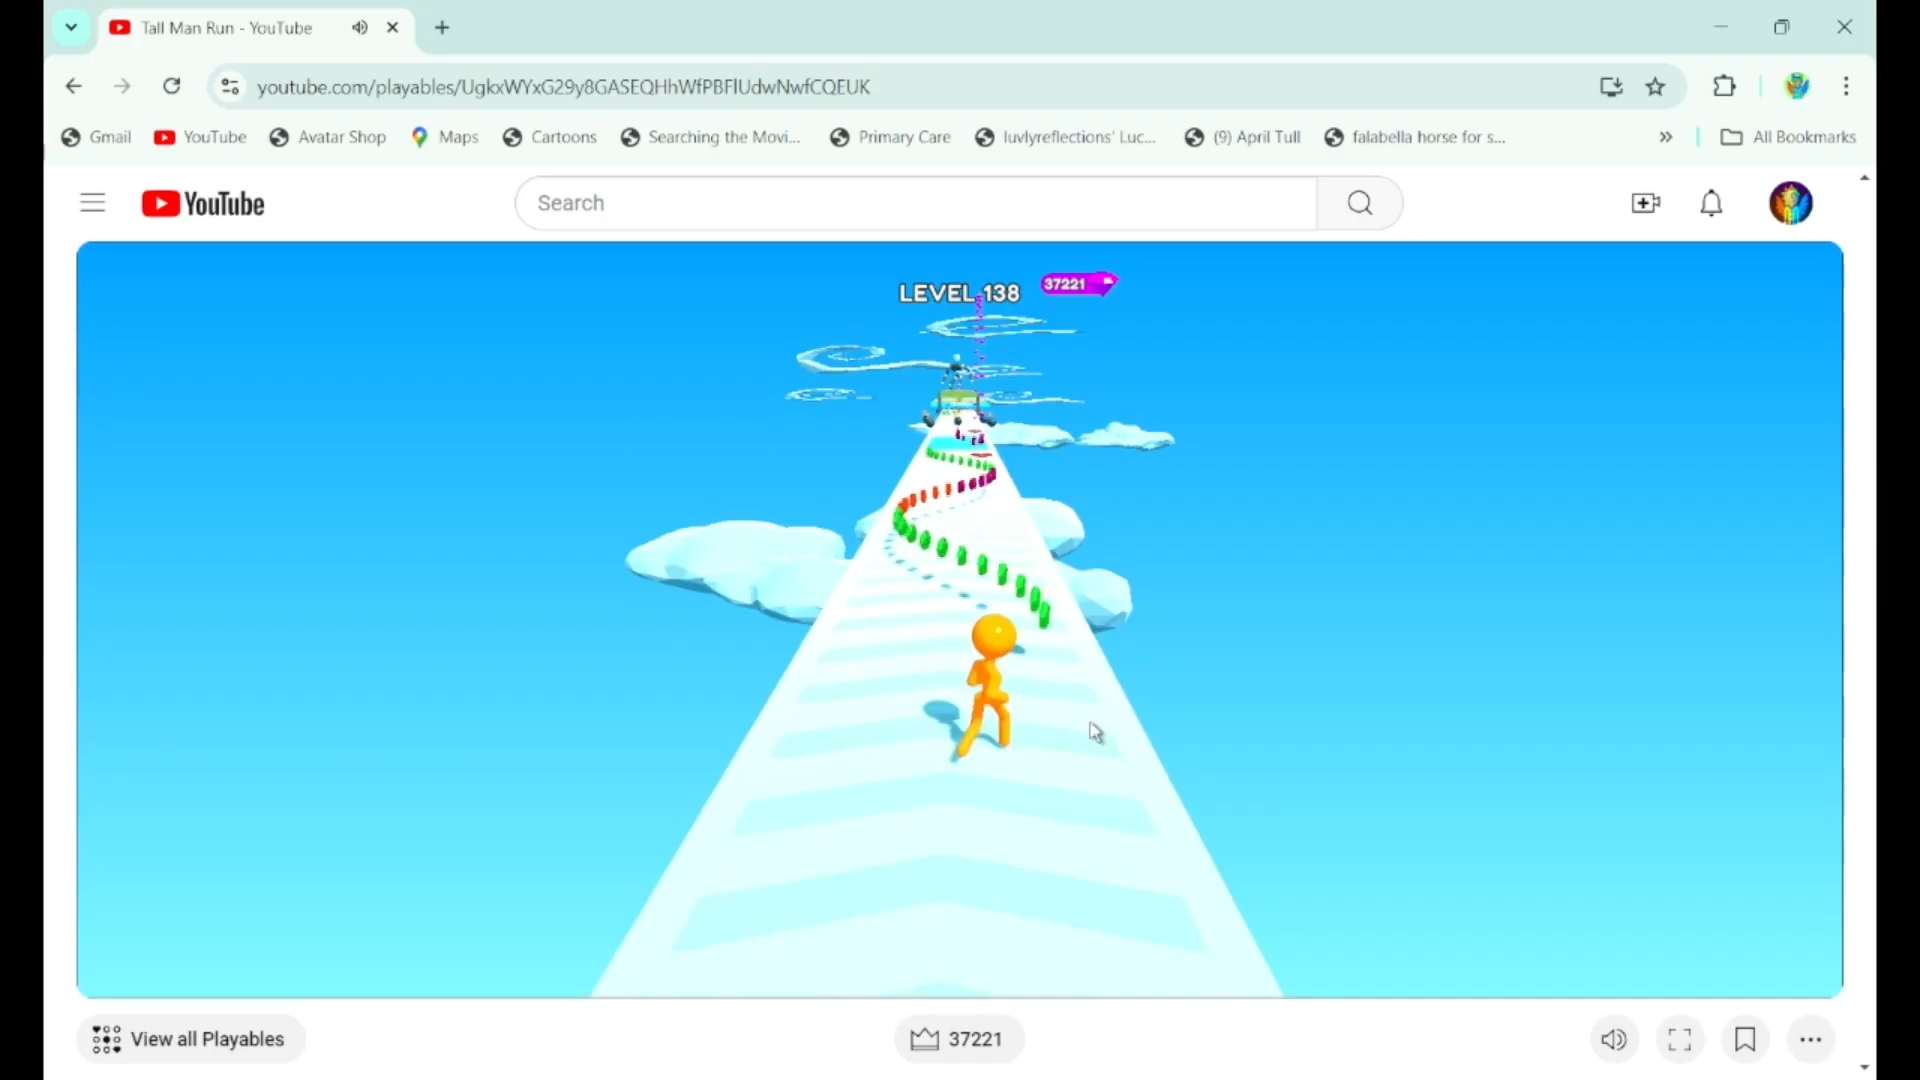 Tall Man Run - YouTube
youtube.com/playables/UgkxWYxG29y8GASEQHhWfPBFlUdwNwfCQEUK
Gmail
YouTube
Avatar Shop
Maps
Cartoons
Searching the Movi...
Primary Care
luvlyreflections' Luc...
(9) April Tull
falabella horse for s...
All Bookmarks
YouTube
Search
LEVEL 138
37221
View all Playables
37221